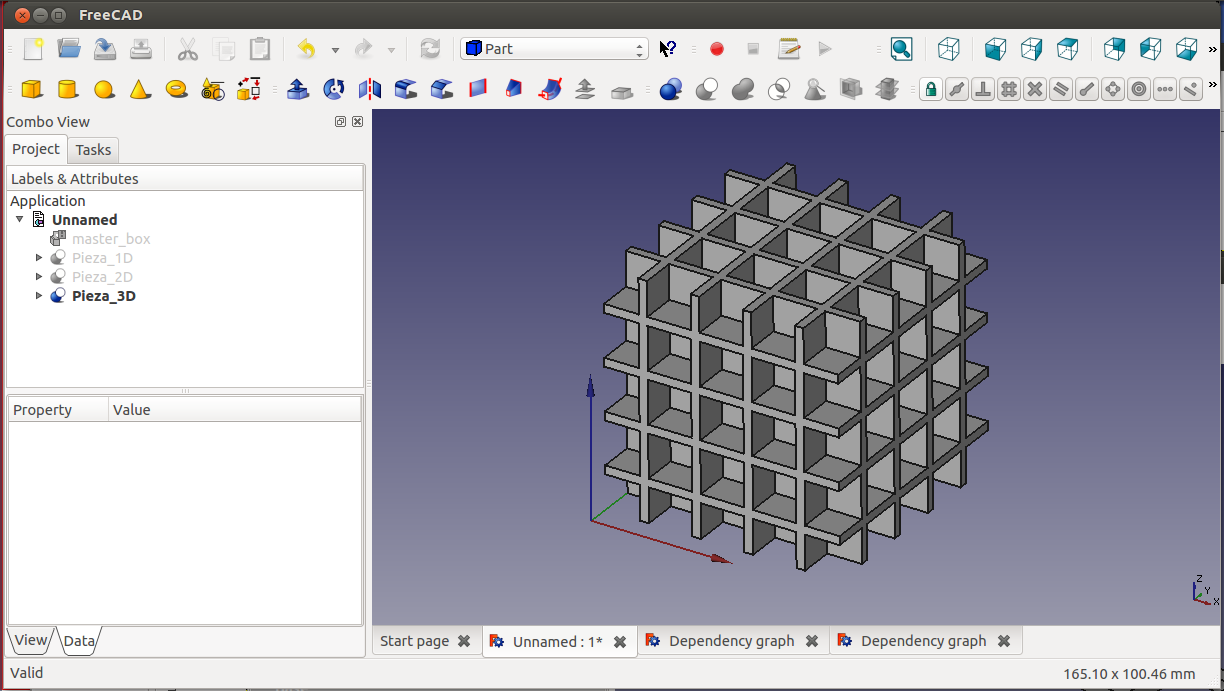 FreeCAD
Part
Combo View
Project
Tasks
Labels & Attributes
Application
Unnamed
master_box
Pieza_1D
Pieza_2D
Pieza_3D
Property
Value
View
Data
Z
Y
X
Start page
Unnamed : 1*
Dependency graph
Dependency graph
Valid
165.10 x 100.46 mm